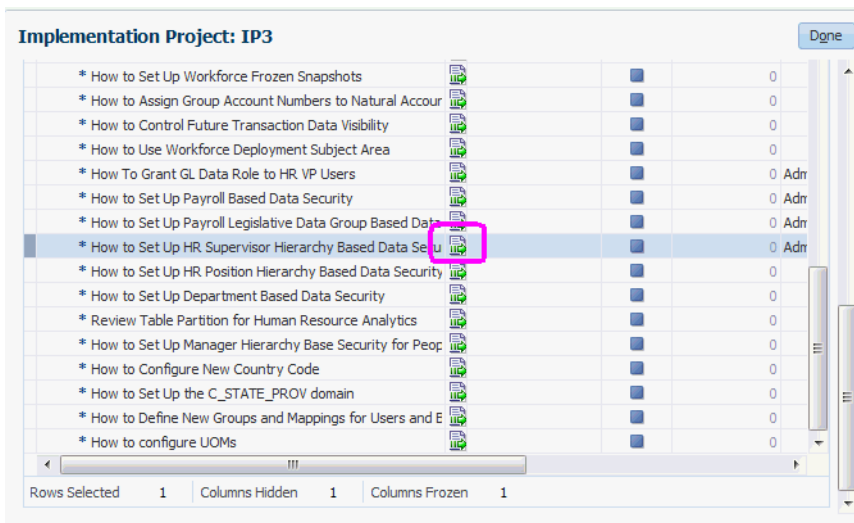 Implementation Project: IP3
Done
* How to Set Up Workforce Frozen Snapshots 0
* How to Assign Group Account Numbers to Natural Accour 0
* How to Control Future Transaction Data Visibility 0
* How to Use Workforce Deployment Subject Area 0
* How To Grant GL Data Role to HR VP Users 0 Adm
* How to Set Up Payroll Based Data Security 0 Adm
* How to Set Up Payroll Legislative Data Group Based Data 0 Adm
* How to Set Up HR Supervisor Hierarchy Based Data Secu 0 Adm
* How to Set Up HR Position Hierarchy Based Data Security 0
* How to Set Up Department Based Data Security 0
* Review Table Partition for Human Resource Analytics 0
* How to Set Up Manager Hierarchy Base Security for Peop 0
* How to Configure New Country Code 0
* How to Set Up the C_STATE_PROV domain 0
* How to Define New Groups and Mappings for Users and E 0
* How to configure UOMs 0
Rows Selected 1 Columns Hidden 1 Columns Frozen 1